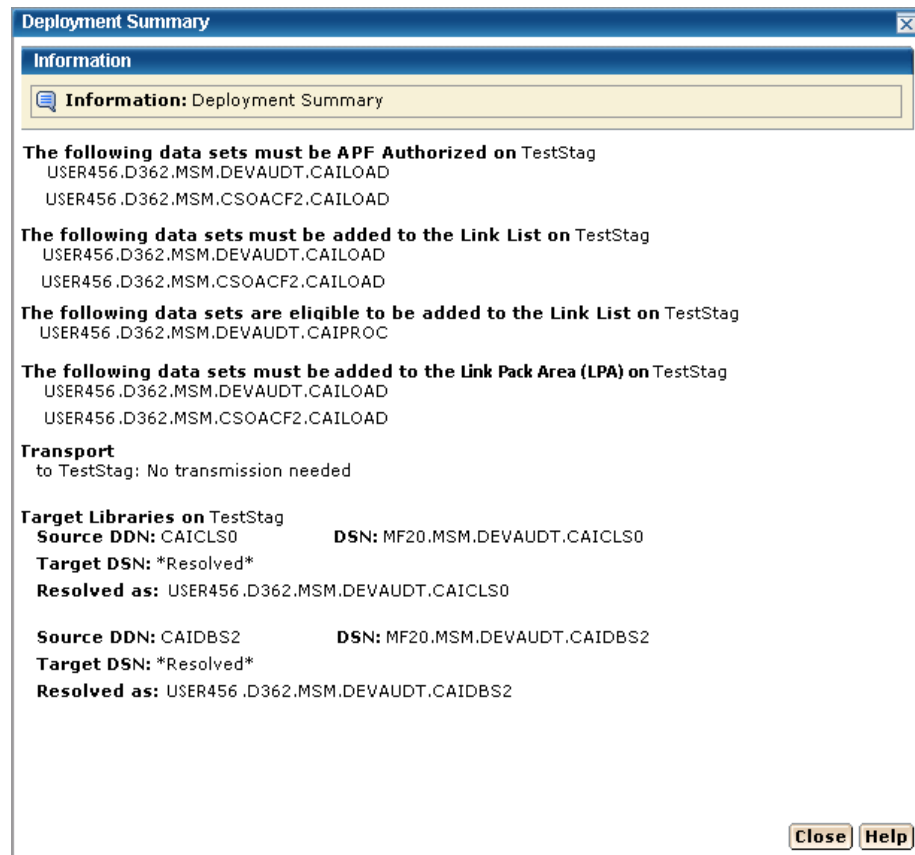 Deployment Summary
Information
Information: Deployment Summary
The following data sets must be APF Authorized on TestStag
USER456.D362.MSM.DEVAUDT.CAILOAD
USER456.D362.MSM.CSOACF2.CAILOAD
The following data sets must be added to the Link List on TestStag
USER456.D362.MSM.DEVAUDT.CAILOAD
USER456.D362.MSM.CSOACF2.CAILOAD
The following data sets are eligible to be added to the Link List on TestStag
USER456.D362.MSM.DEVAUDT.CAIPROC
The following data sets must be added to the Link Pack Area (LPA) on TestStag
USER456.D362.MSM.DEVAUDT.CAILOAD
USER456.D362.MSM.CSOACF2.CAILOAD
Transport
to TestStag: No transmission needed
Target Libraries on TestStag
Source DDN: CAICLS0 DSN: MF20.MSM.DEVAUDT.CAICLS0
Target DSN: *Resolved*
Resolved as: USER456.D362.MSM.DEVAUDT.CAICLS0
Source DDN: CAIDBS2 DSN: MF20.MSM.DEVAUDT.CAIDBS2
Target DSN: *Resolved*
Resolved as: USER456.D362.MSM.DEVAUDT.CAIDBS2
Close Help